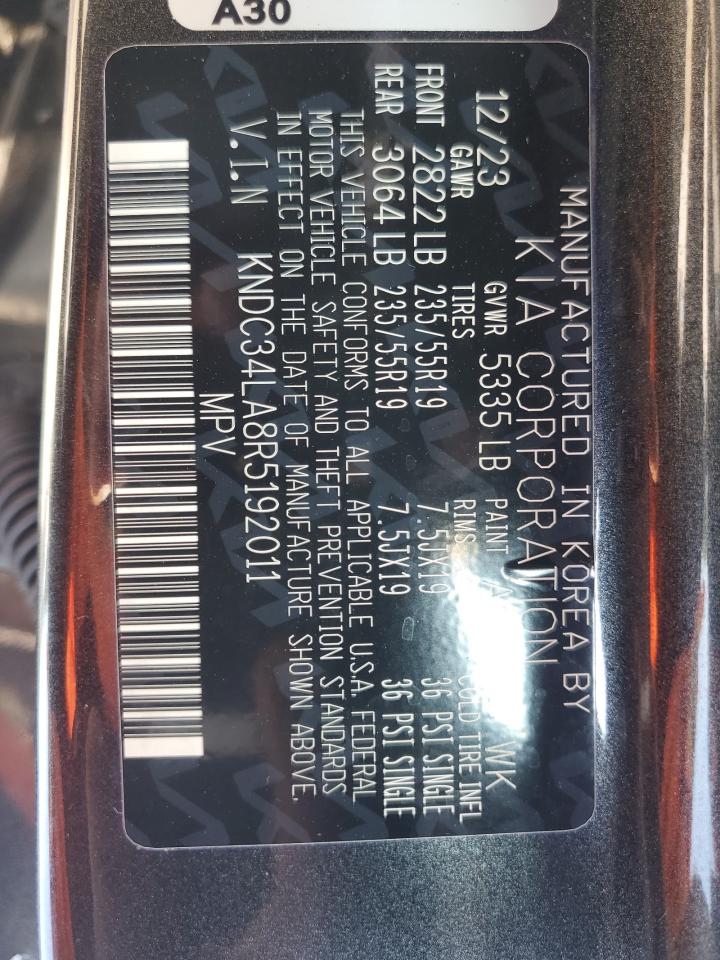 A30
MANUFACTURED IN KOREA BY
KIA CORPORATION
12/23 GVWR 5335 LB PAINT WK
GAWR TIRES RIMS COLD TIRE INFL
FRONT 2822 LB 235/55R19 7.5JX19 36 PSI SINGLE
REAR 3064 LB 235/55R19 7.5JX19 36 PSI SINGLE
THIS VEHICLE CONFORMS TO ALL APPLICABLE U.S.A. FEDERAL
MOTOR VEHICLE SAFETY AND THEFT PREVENTION STANDARDS
IN EFFECT ON THE DATE OF MANUFACTURE SHOWN ABOVE.
V.I.N KNDC34LA8R5192011
MPV